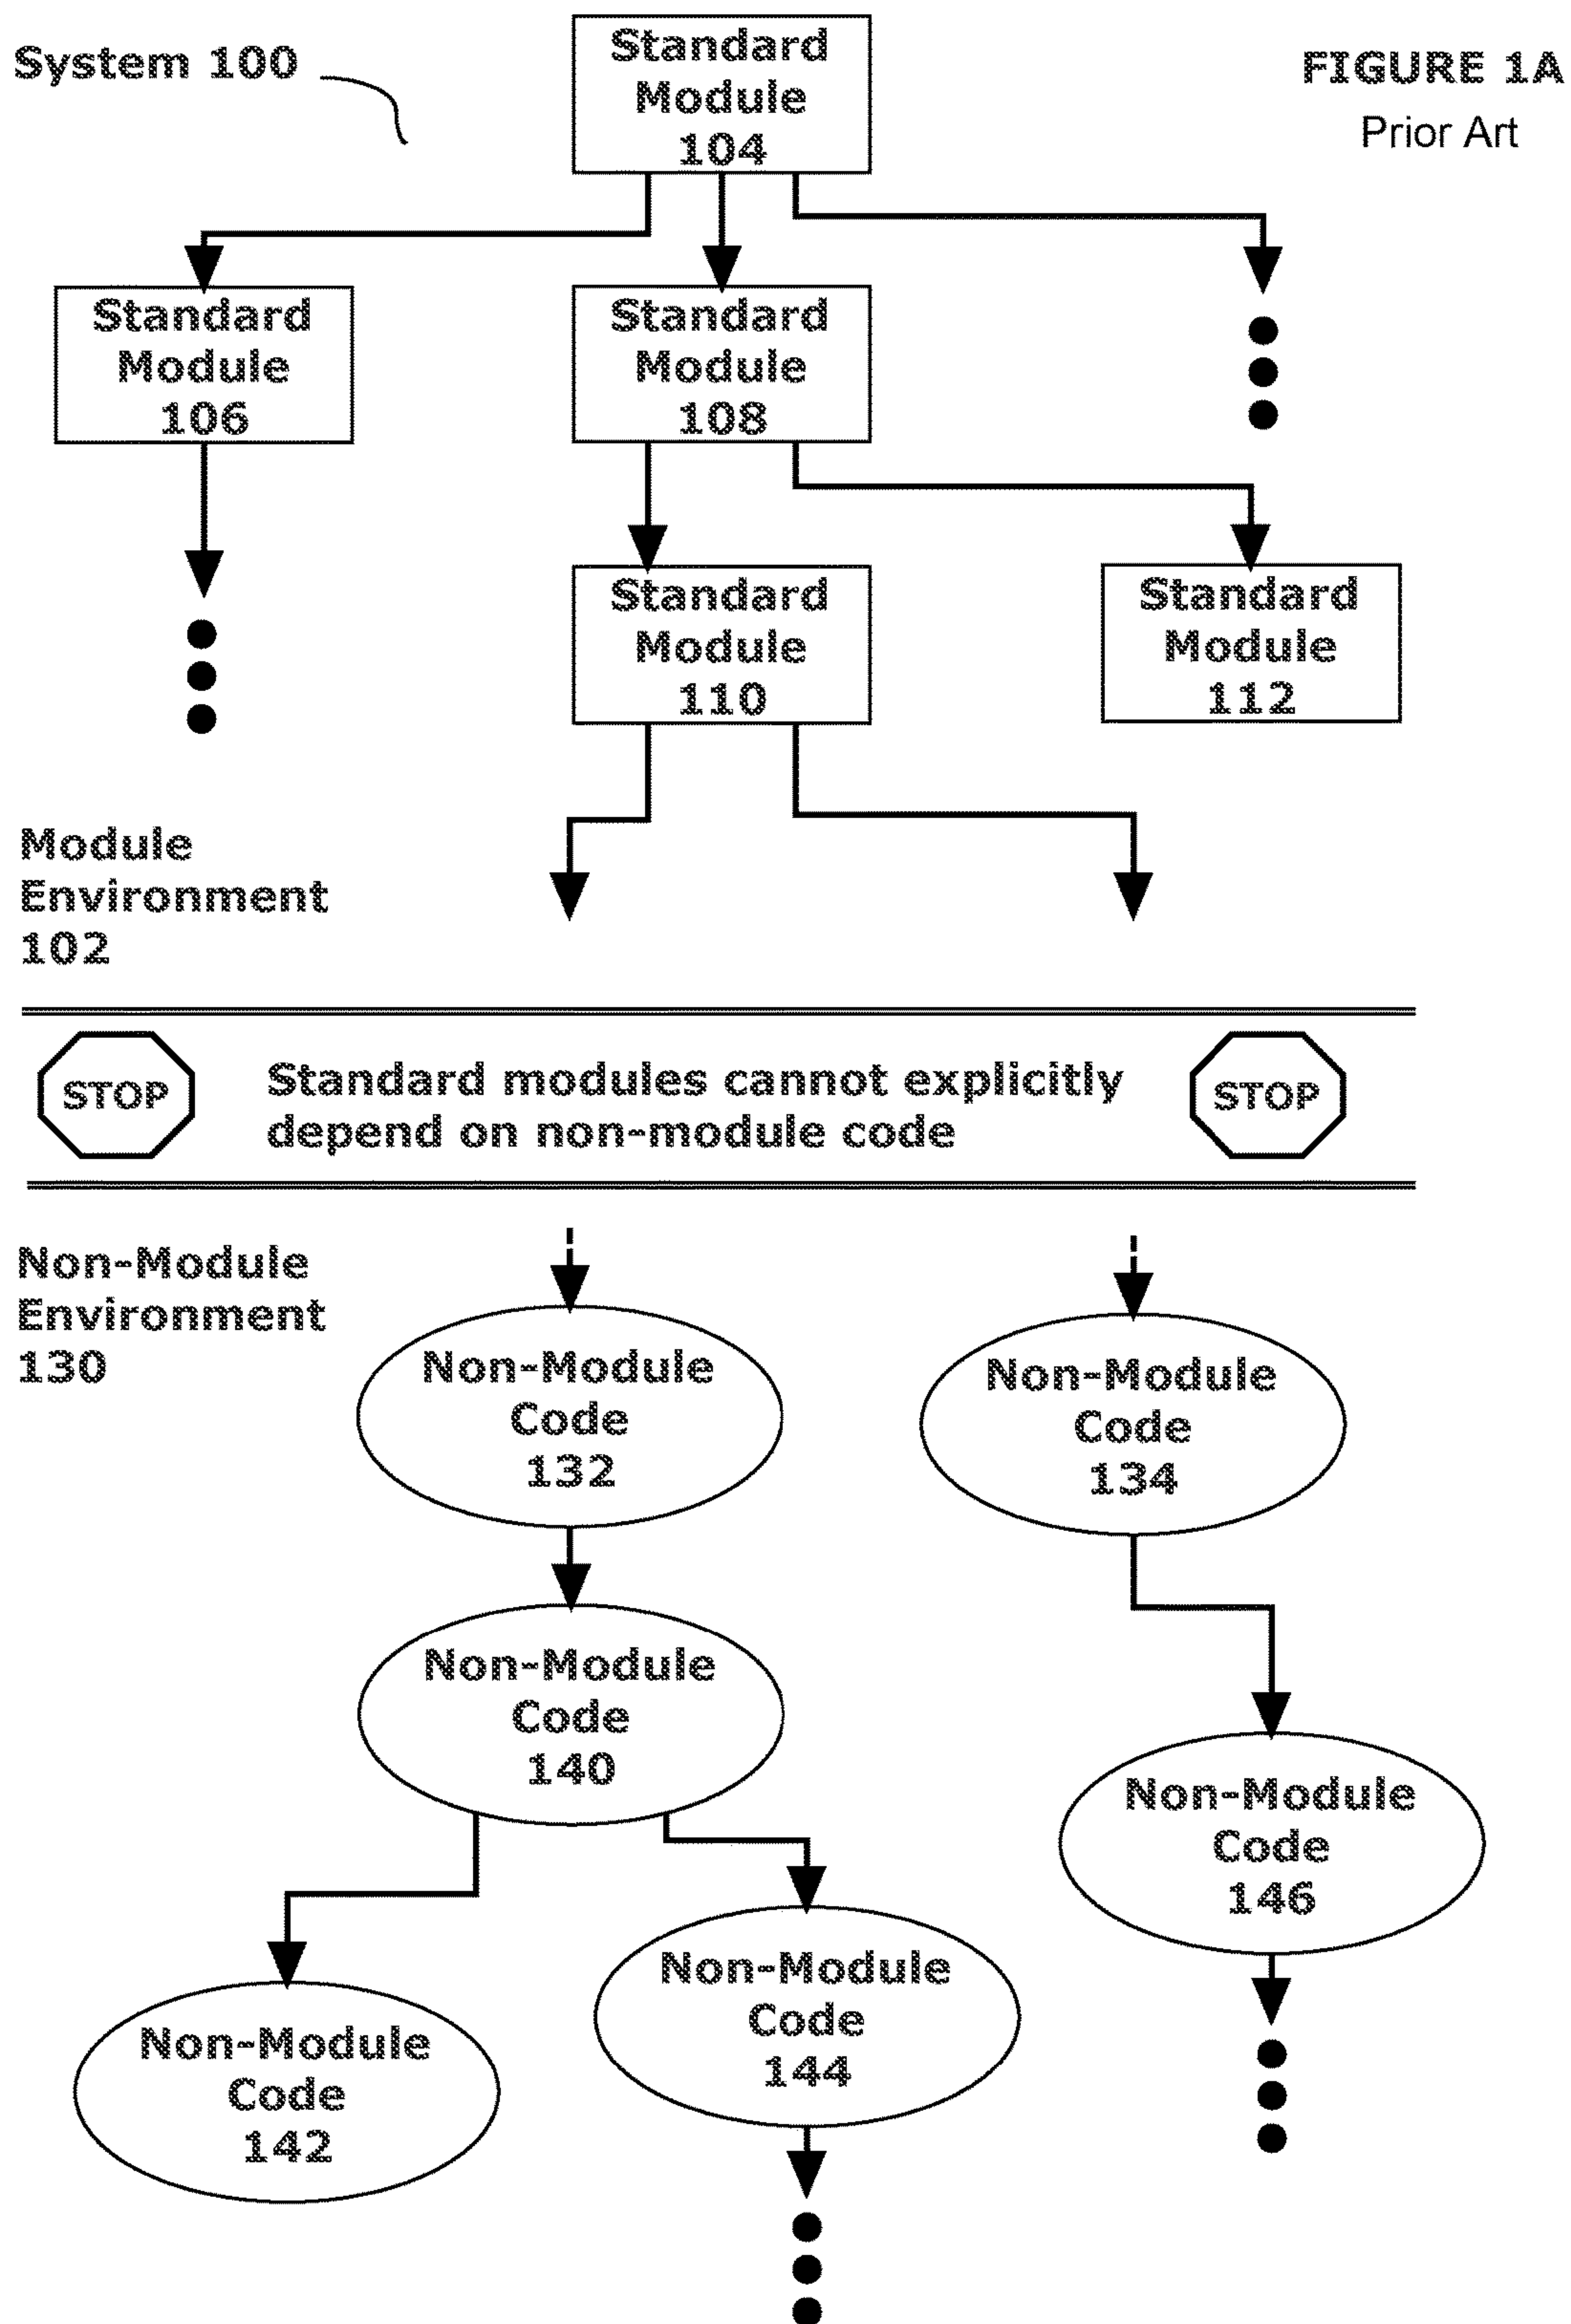 System 100
Standard
Module
104
FIGURE 1A
Prior Art
Standard
Module
106
Standard
Module
108
Standard
Module
110
Standard
Module
112
Module
Environment
102
STOP
Standard modules cannot explicitly
depend on non-module code
STOP
Non-Module
Environment
130
Non-Module
Code
132
Non-Module
Code
134
Non-Module
Code
140
Non-Module
Code
146
Non-Module
Code
142
Non-Module
Code
144